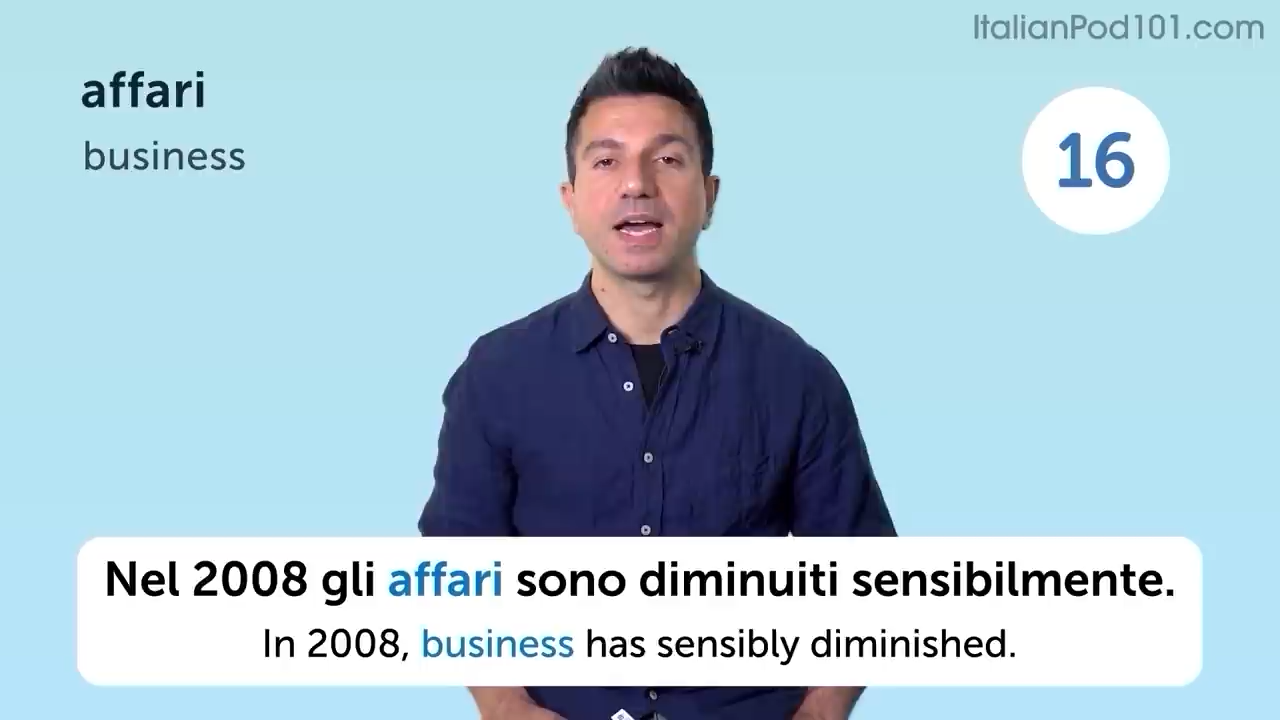 ItalianPod101.com
affari
business
16
Nel 2008 gli affari sono diminuiti sensibilmente.
In 2008, business has sensibly diminished.